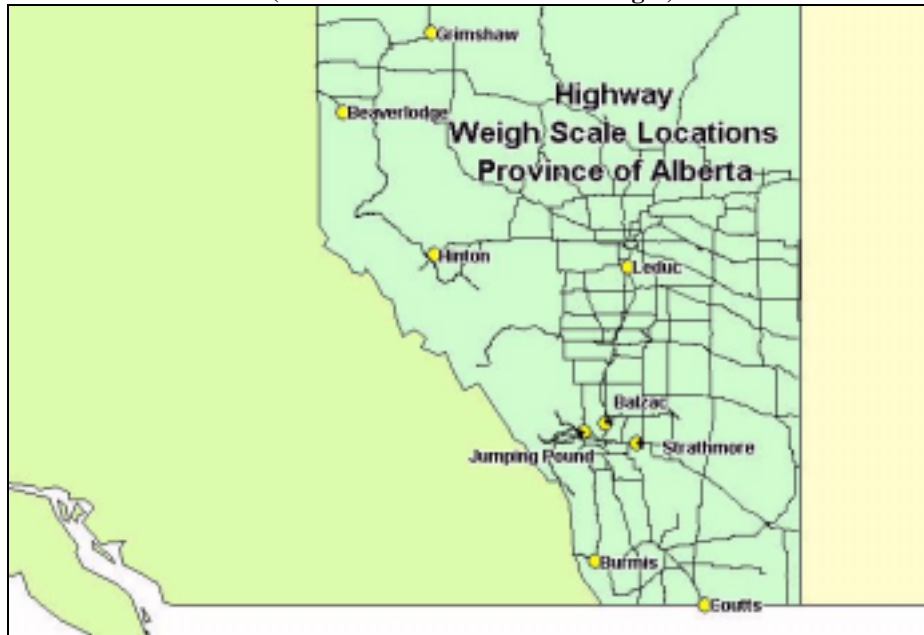 Grimshaw
Beaverlodge
Highway
Weigh Scale Locations
Province of Alberta
Hinton
Leduc
Balzac
Jumping Pound
Strathmore
Burmis
Coutts